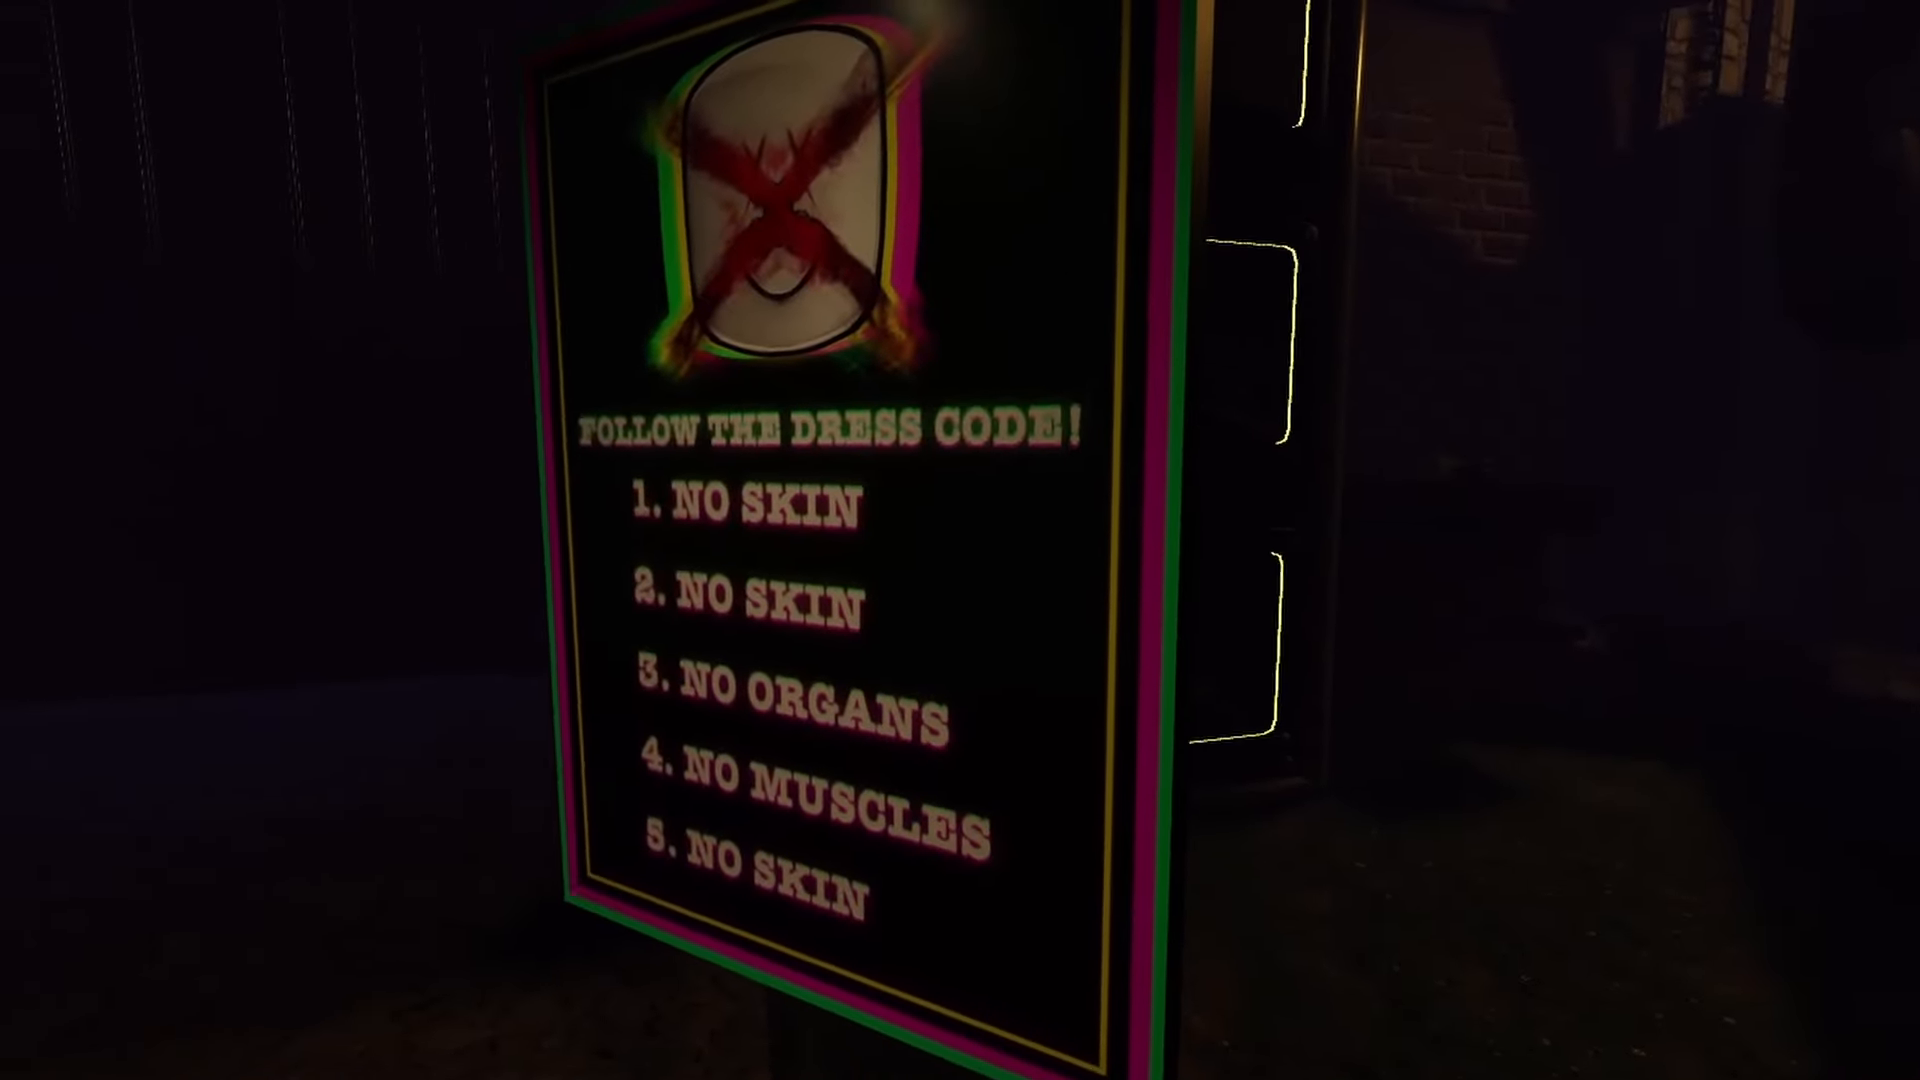 FOLLOW THE DRESS CODE!
1. NO SKIN
2. NO SKIN
3. NO ORGANS
4. NO MUSCLES
5. NO SKIN